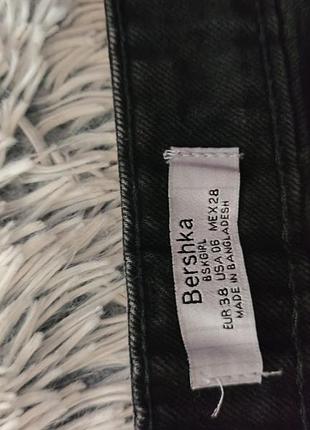 Bershka
BSKGIRL
EUR 38 USA 06 MEX 28
MADE IN BANGLADESH